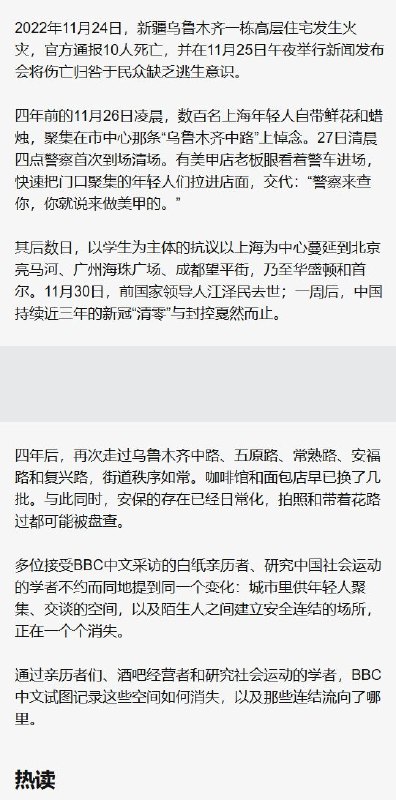 2022年11月24日，新疆乌鲁木齐一栋高层住宅发生火
灾，官方通报10人死亡，并在11月25日午夜举行新闻发布
会将伤亡归咎于民众缺乏逃生意识。
四年前的11月26日凌晨，数百名上海年轻人自带鲜花和蜡
烛，聚集在市中心那条“乌鲁木齐中路”上悼念。27日清晨
四点警察首次到场清场。有美甲店老板眼看着警车进场，
快速把门口聚集的年轻人们拉进店面，交代：“警察来查
你，你就说来做美甲的。”
其后数日，以学生为主体的抗议以上海为中心蔓延到北京
亮马河、广州海珠广场、成都望平街，乃至华盛顿和首
尔。11月30日，前国家领导人江泽民去世；一周后，中国
持续近三年的新冠“清零”与封控戛然而止。
四年后，再次走过乌鲁木齐中路、五原路、常熟路、安福
路和复兴路，街道秩序如常。咖啡馆和面包店早已换了几
批。与此同时，安保的存在已经日常化，拍照和带着花路
过都可能被盘查。
多位接受BBC中文采访的白纸亲历者、研究中国社会运动
的学者不约而同地提到同一个变化：城市里供年轻人聚
集、交谈的空间，以及陌生人之间建立安全连结的场所，
正在一个个消失。
通过亲历者们、酒吧经营者和研究社会运动的学者，BBC
中文试图记录这些空间如何消失，以及那些连结流向了哪
里。
热读